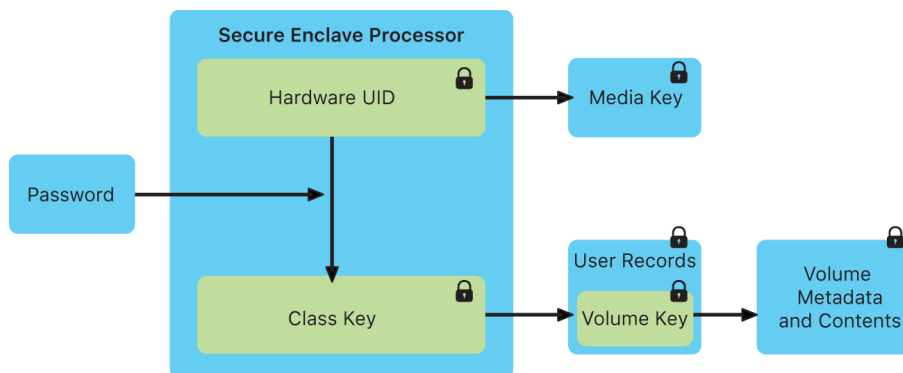 Secure Enclave Processor
Hardware UID
Media Key
Password
Class Key
User Records
Volume Key
Volume
Metadata
and Contents